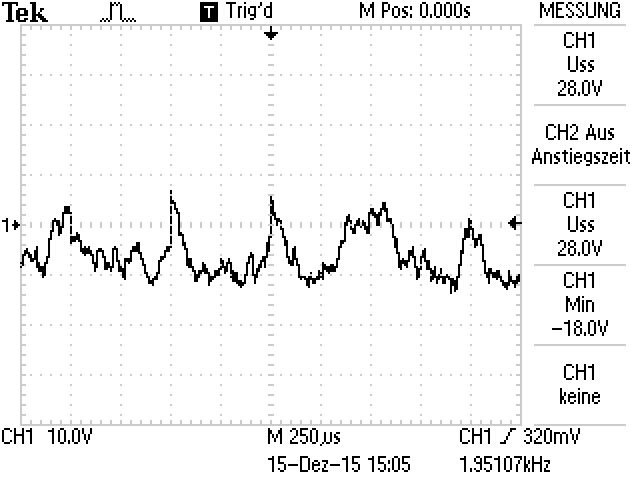 Tek T Trig'd M Pos: 0.000s MESSUNG
CH1
Uss
28.0V
CH2 Aus
Anstiegszeit
1
CH1
Uss
28.0V
CH1
Min
−18.0V
CH1
keine
CH1 10.0V M 250µs CH1 320mV
15-Dez-15 15:05 1.95107kHz